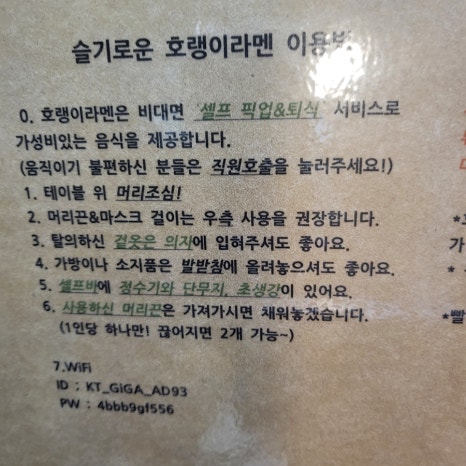 슬기로운 호랭이라멘 이용법
0. 호랭이라멘은 비대면 '셀프 픽업&퇴식' 서비스로
가성비있는 음식을 제공합니다.
(움직이기 불편하신 분들은 직원호출을 눌러주세요!)
1. 테이블 위 머리조심!
2. 머리끈&마스크 걸이는 우측 사용을 권장합니다.
3. 탈의하신 겉옷은 의자에 입혀주셔도 좋아요.
4. 가방이나 소지품은 발받침에 올려놓으셔도 좋아요.
5. 셀프바에 정수기와 단무지, 초생강이 있어요.
6. 사용하신 머리끈은 가져가시면 채워놓겠습니다.
(1인당 하나만! 끊어지면 2개 가능~)
7.WiFi
ID : KT_GiGA_AD93
PW : 4bbb9gf556